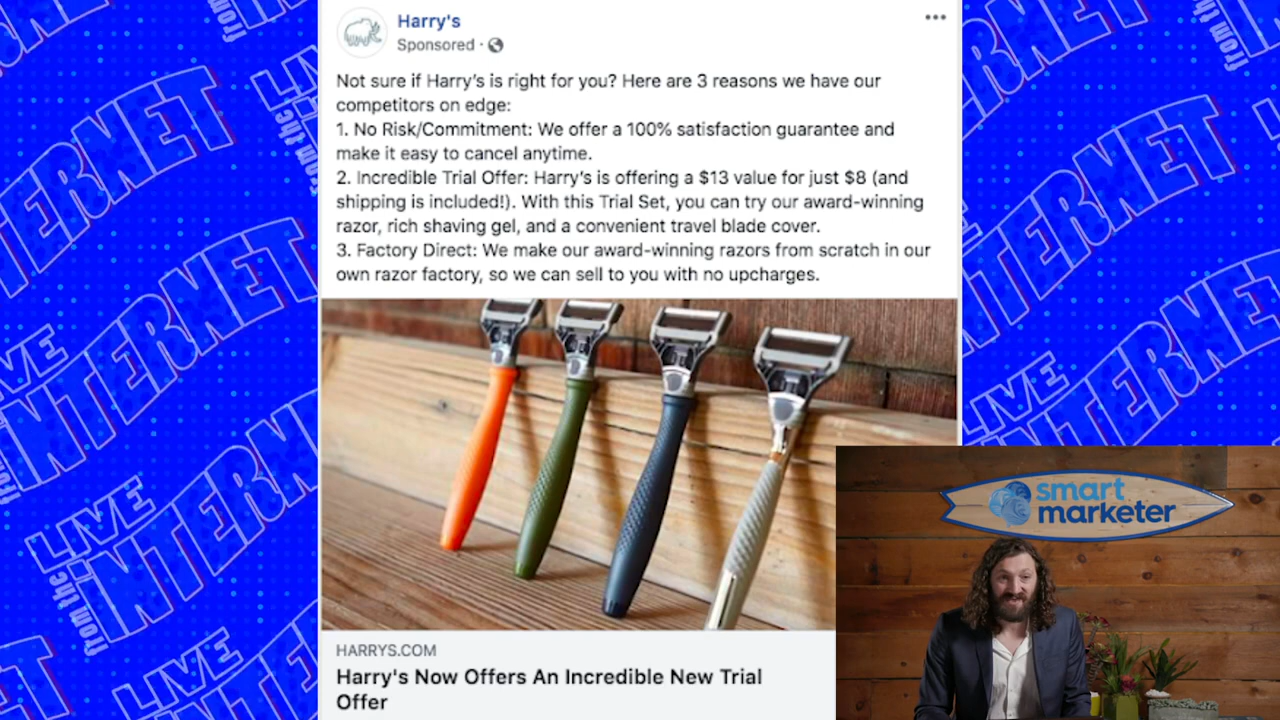 Harry's
Sponsored ·
Not sure if Harry's is right for you? Here are 3 reasons we have our
competitors on edge:
1. No Risk/Commitment: We offer a 100% satisfaction guarantee and
make it easy to cancel anytime.
2. Incredible Trial Offer: Harry's is offering a $13 value for just $8 (and
shipping is included!). With this Trial Set, you can try our award-winning
razor, rich shaving gel, and a convenient travel blade cover.
3. Factory Direct: We make our award-winning razors from scratch in our
own razor factory, so we can sell to you with no upcharges.
HARRYS.COM
Harry's Now Offers An Incredible New Trial
Offer
smart
marketer
LIVE
from the
INTERNET
LIVE
from the
INTERNET